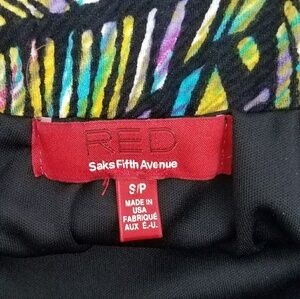 RED
Saks Fifth Avenue
S/P
MADE IN
USA
FABRIQUÉ
AUX É.-U.